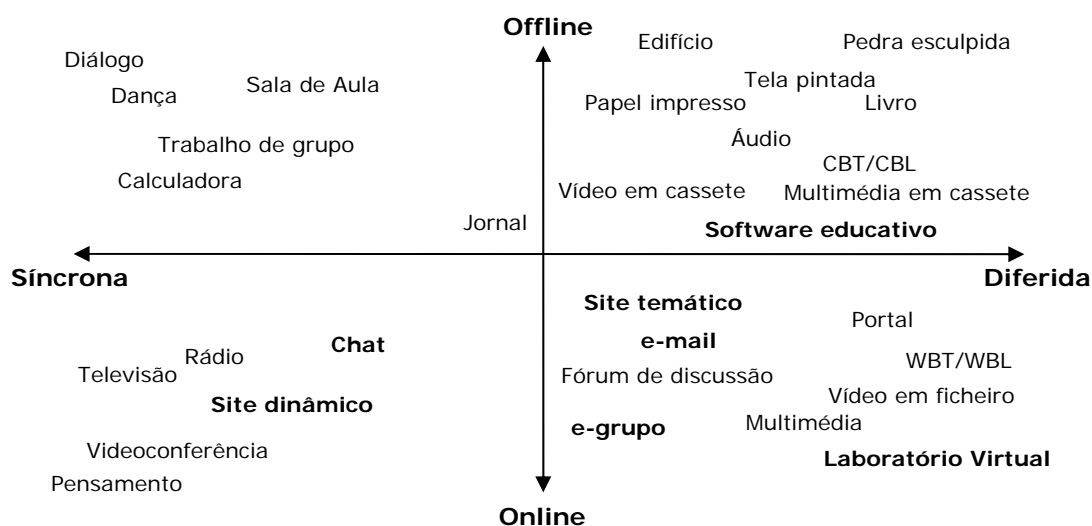 Offline
Edifício
Pedra esculpida
Diálogo
Tela pintada
Sala de Aula
Dança
Papel impresso
Livro
Áudio
Trabalho de grupo
CBT/CBL
Calculadora
Vídeo em cassete
Multimédia em cassete
Jornal
Software educativo
Síncrona
Diferida
Site temático
Portal
Chat
e-mail
Rádio
WBT/WBL
Televisão
Fórum de discussão
Vídeo em ficheiro
Site dinâmico
e-grupo
Multimédia
Videoconferência
Laboratório Virtual
Pensamento
Online